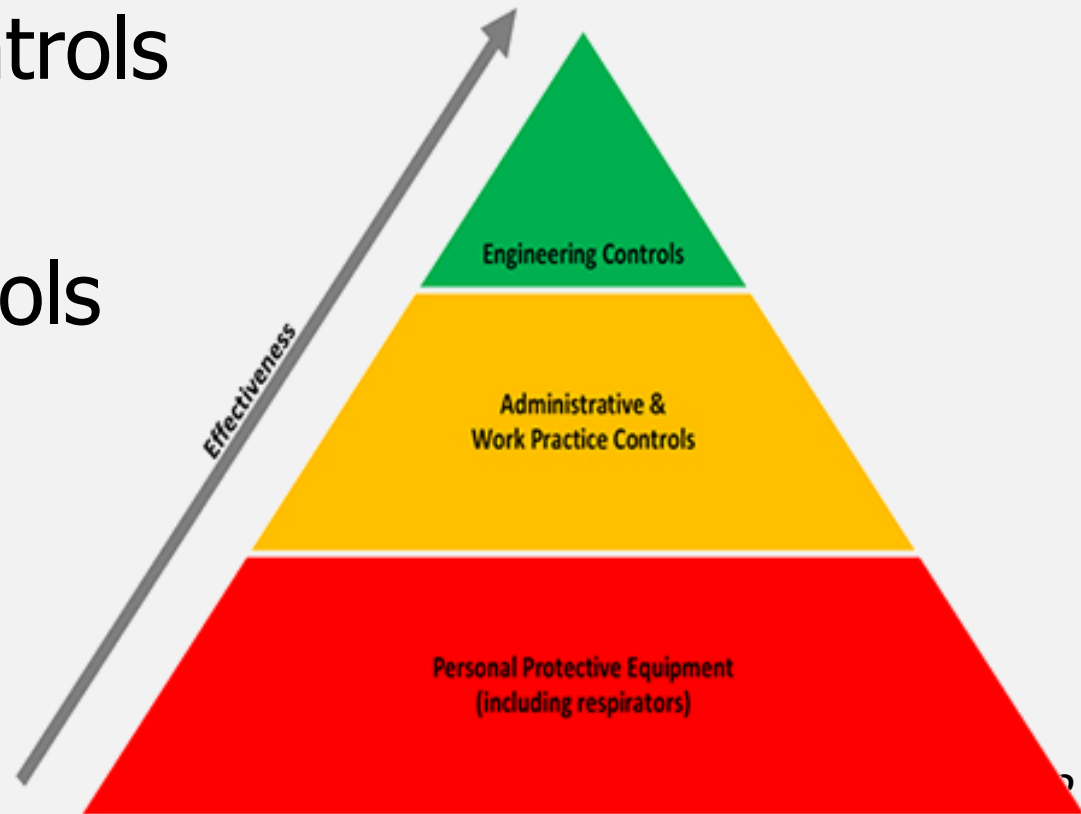 trols
ols
Effectiveness
Engineering Controls
Administrative &
Work Practice Controls
Personal Protective Equipment
(including respirators)